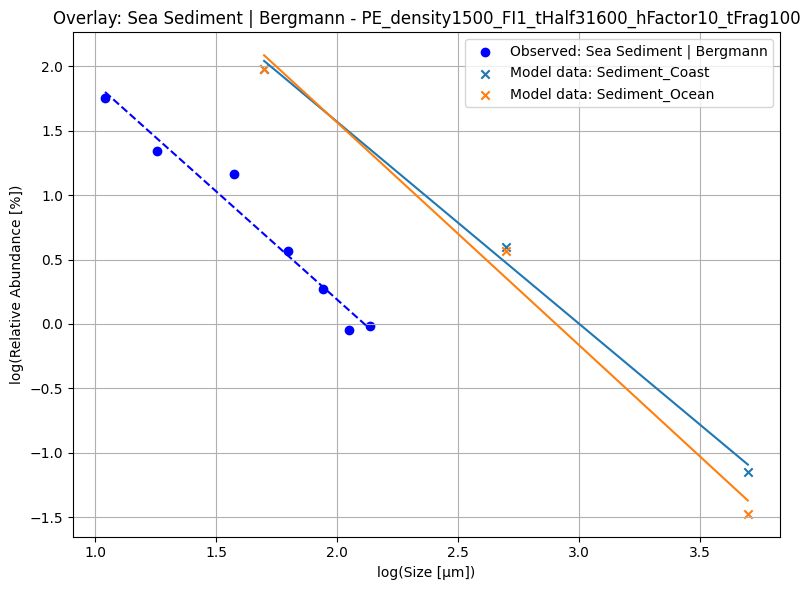 Overlay: Sea Sediment | Bergmann - PE_density1500_FI1_tHalf31600_hFactor10_tFrag100
Observed: Sea Sediment | Bergmann
Model data: Sediment_Coast
Model data: Sediment_Ocean
log(Relative Abundance [%])
2.0
1.5
1.0
0.5
0.0
−0.5
−1.0
−1.5
1.0 1.5 2.0 2.5 3.0 3.5
log(Size [μm])